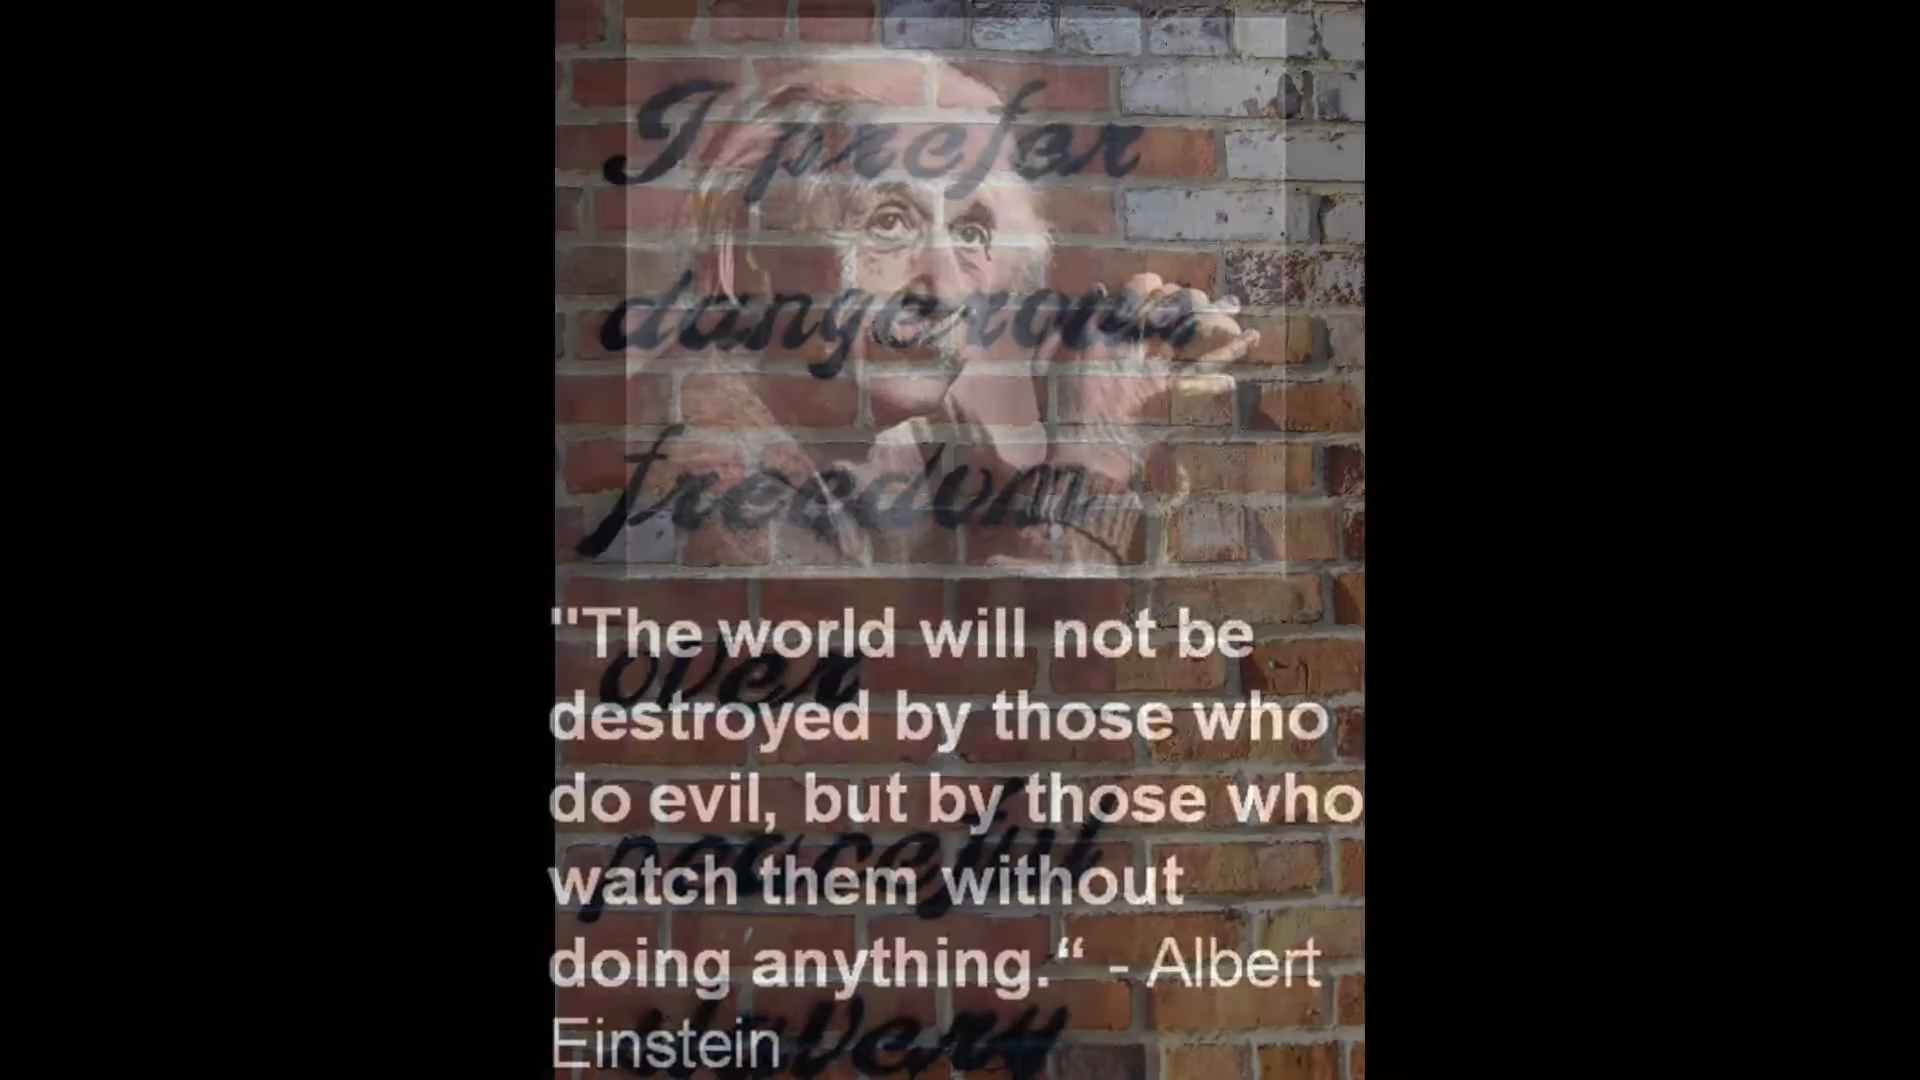 I prefer
dangerous
freedom
over
peaceful
slavery
"The world will not be
destroyed by those who
do evil, but by those who
watch them without
doing anything.“ - Albert
Einstein